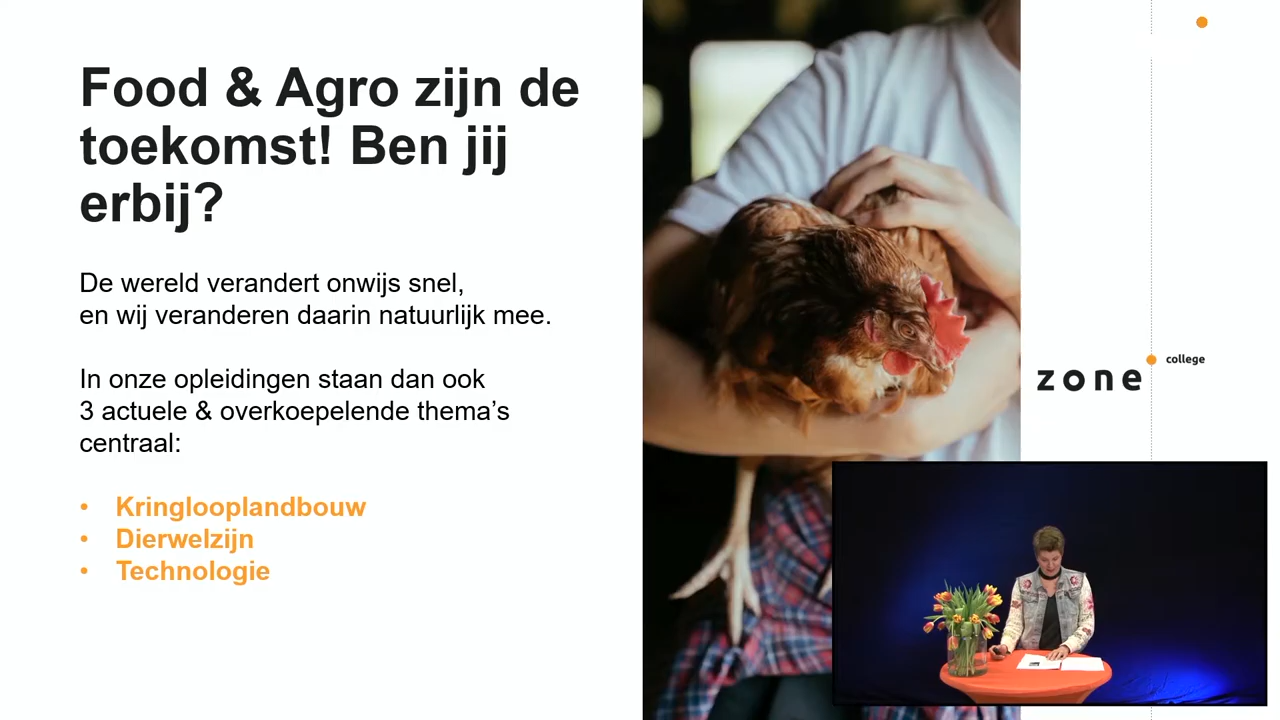 Food & Agro zijn de
toekomst! Ben jij
erbij?
De wereld verandert onwijs snel,
en wij veranderen daarin natuurlijk mee.
In onze opleidingen staan dan ook
3 actuele & overkoepelende thema’s
centraal:
• Kringlooplandbouw
• Dierwelzijn
• Technologie
zone college